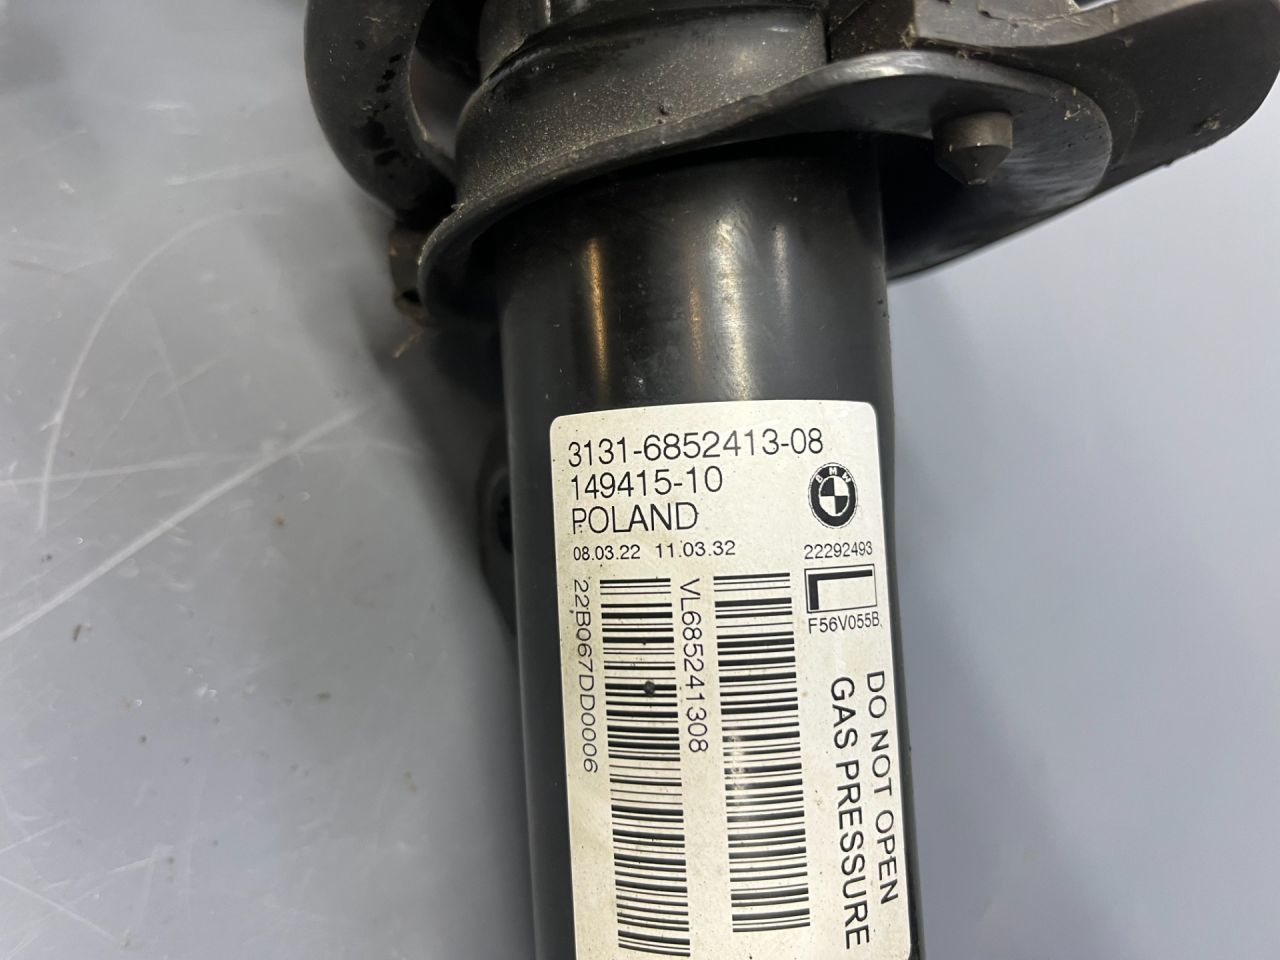 3131-6852413-08
149415-10
POLAND
BMW
08.03.22 11.03.32
22292493
L
F56V055B
22B067DD0006
VL685241308
DO NOT OPEN
GAS PRESSURE